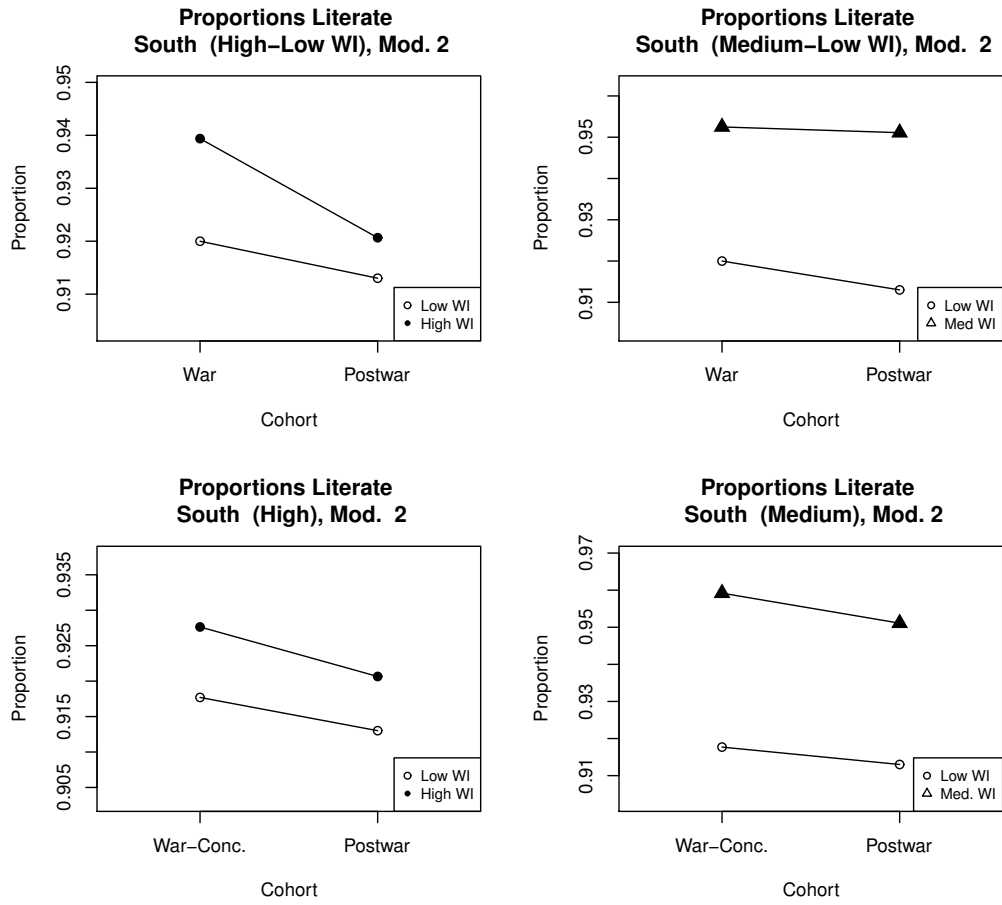 Proportions Literate
South (High−Low WI), Mod. 2
0.95
0.94
0.93
0.92
0.91
Proportion
War
Postwar
Cohort
Low WI
High WI
Proportions Literate
South (Medium−Low WI), Mod. 2
0.95
0.93
0.91
Proportion
War
Postwar
Cohort
Low WI
Med WI
Proportions Literate
South (High), Mod. 2
0.935
0.925
0.915
0.905
Proportion
War−Conc.
Postwar
Cohort
Low WI
High WI
Proportions Literate
South (Medium), Mod. 2
0.97
0.95
0.93
0.91
Proportion
War−Conc.
Postwar
Cohort
Low WI
Med. WI